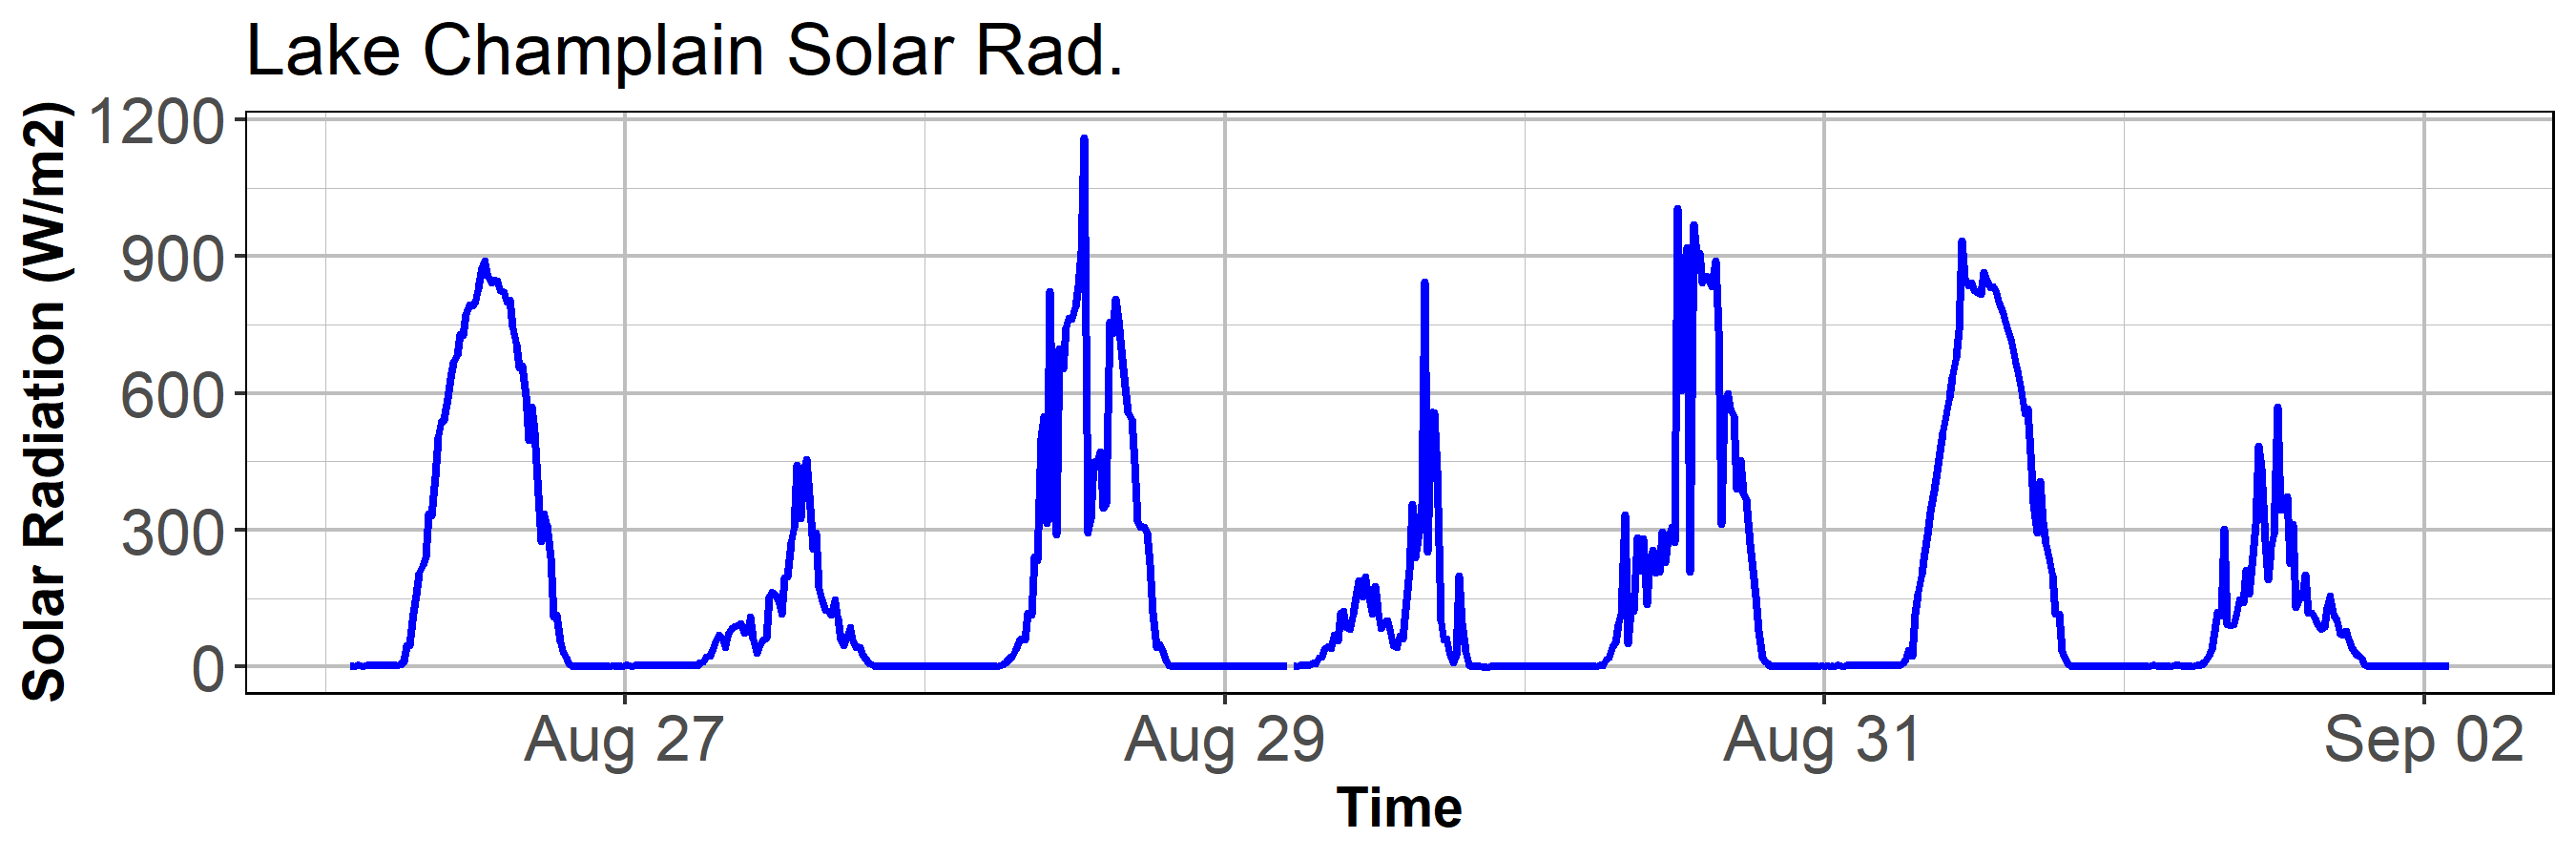 Lake Champlain Solar Rad.
Solar Radiation (W/m2)
1200
900
600
300
0
Aug 27 Aug 29 Aug 31 Sep 02
Time